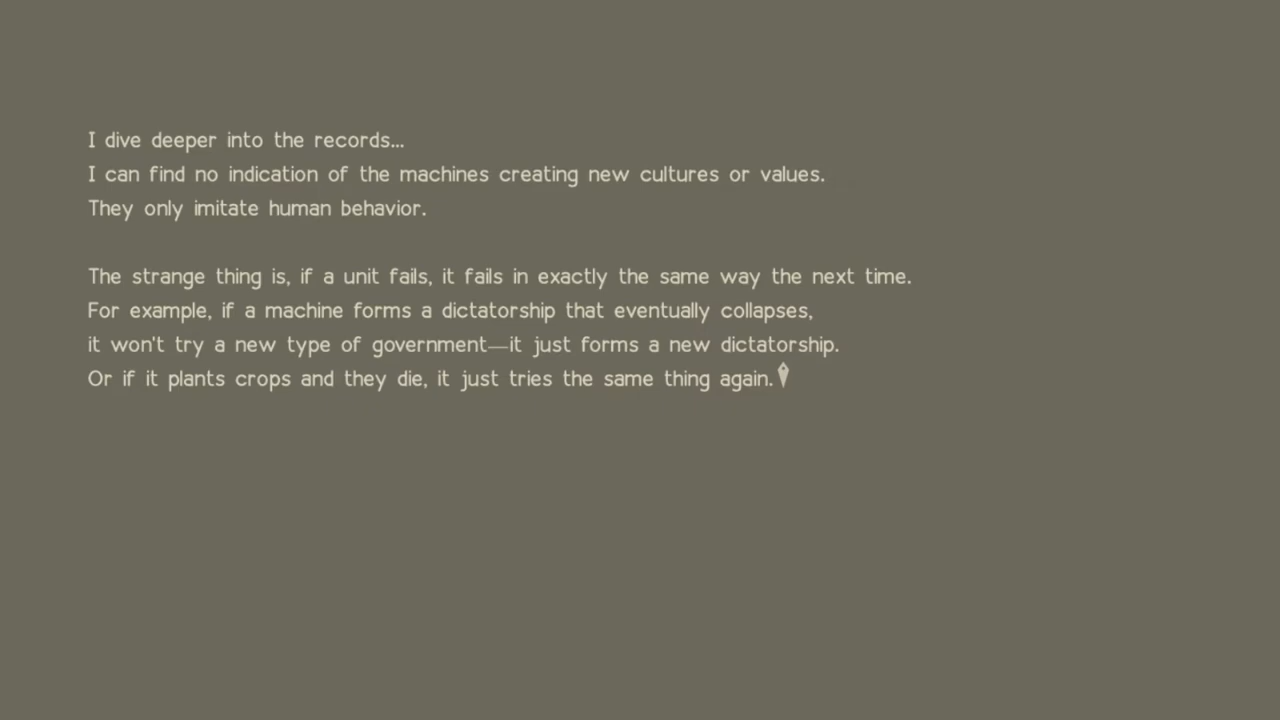 I dive deeper into the records...
I can find no indication of the machines creating new cultures or values.
They only imitate human behavior.
The strange thing is, if a unit fails, it fails in exactly the same way the next time.
For example, if a machine forms a dictatorship that eventually collapses,
it won't try a new type of government—it just forms a new dictatorship.
Or if it plants crops and they die, it just tries the same thing again.